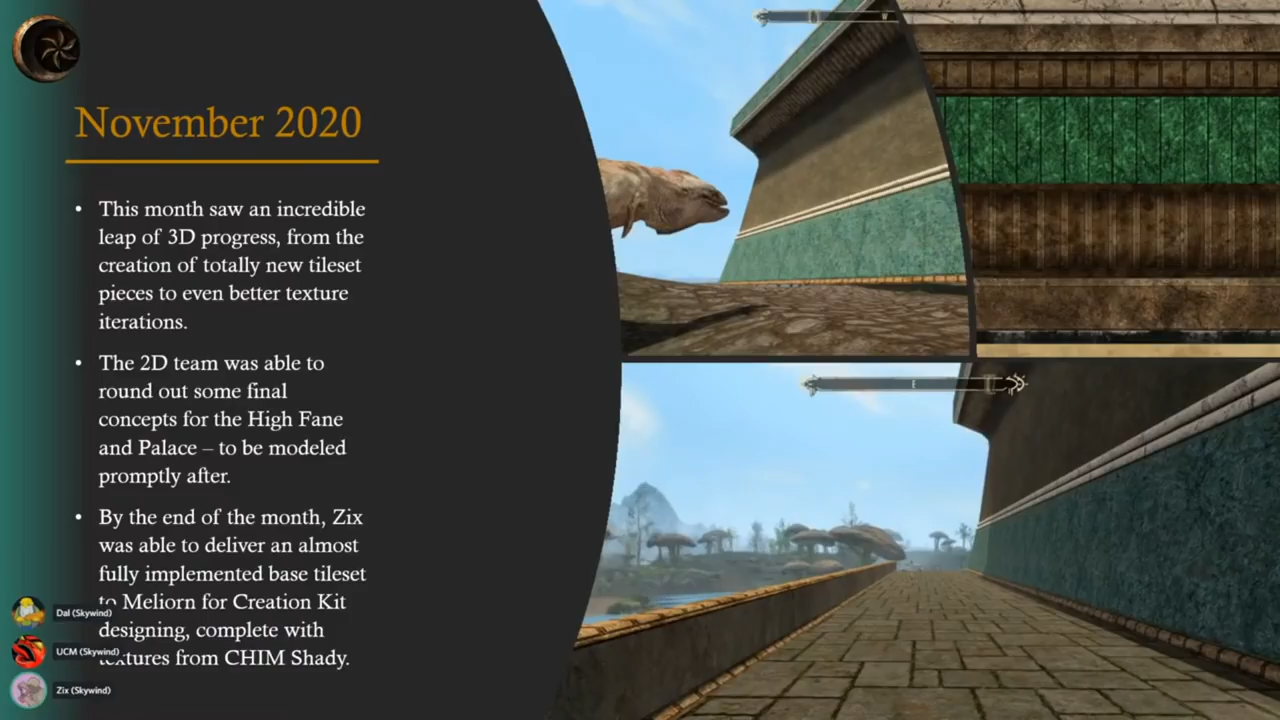 November 2020
• This month saw an incredible
leap of 3D progress, from the
creation of totally new tileset
pieces to even better texture
iterations.
• The 2D team was able to
round out some final
concepts for the High Fane
and Palace – to be modeled
promptly after.
• By the end of the month, Zix
was able to deliver an almost
fully implemented base tileset
to Meliorn for Creation Kit
designing, complete with
textures from CHIM Shady.
Dal (Skywind)
UCM (Skywind)
Zix (Skywind)